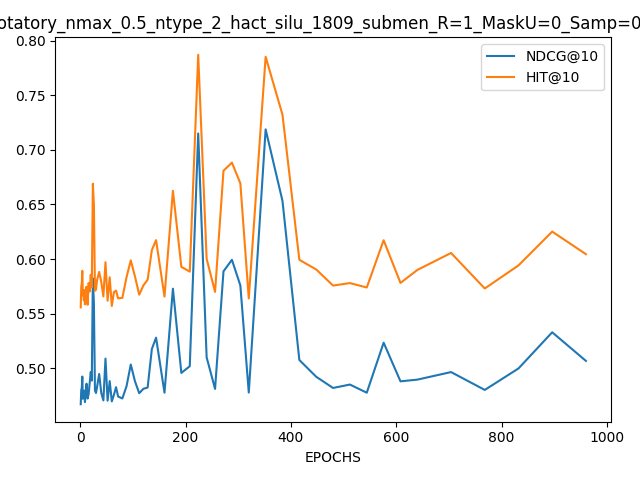 otatory_nmax_0.5_ntype_2_hact_silu_1809_submen_R=1_MaskU=0_Samp=0
NDCG@10
HIT@10
0.80
0.75
0.70
0.65
0.60
0.55
0.50
0 200 400 600 800 1000
EPOCHS